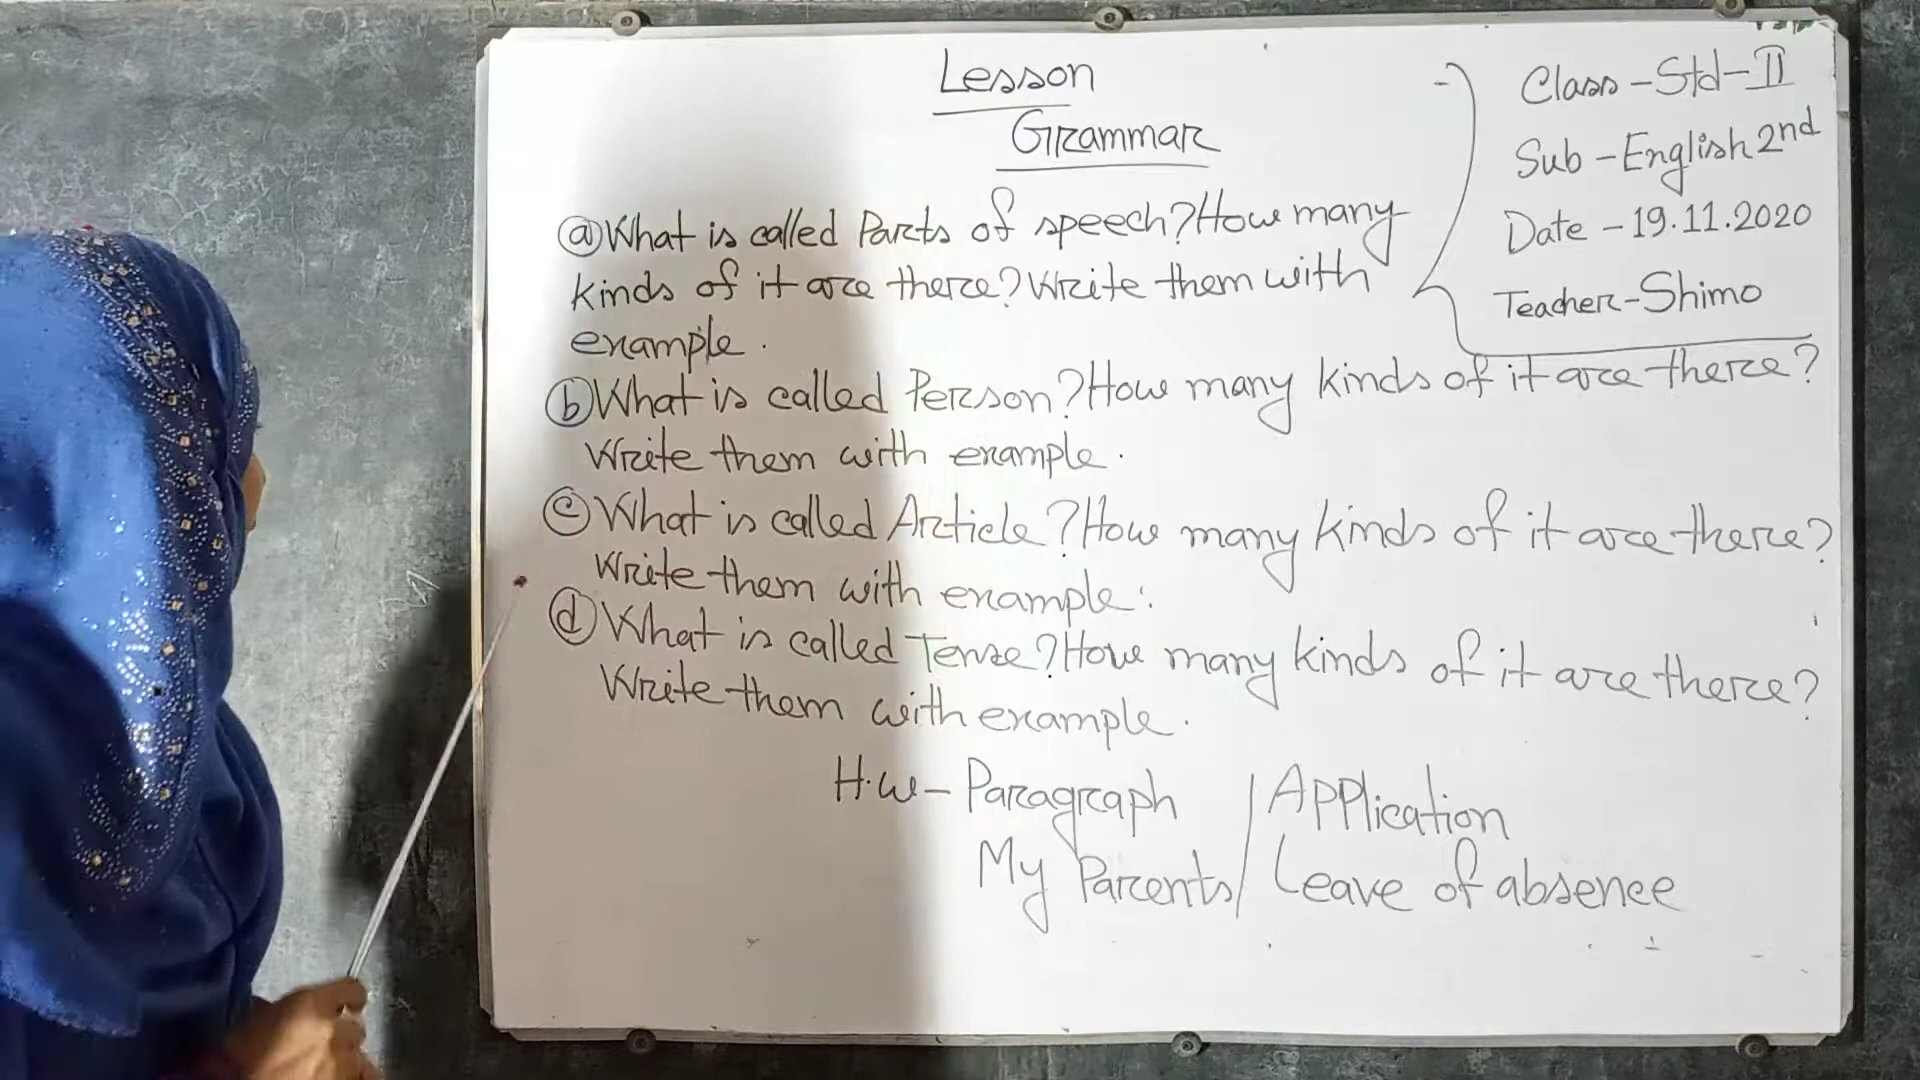 Lesson
Grammar
Class - Std - II
Sub - English 2nd
Date - 19.11.2020
Teacher - Shimo
ⓐ What is called Parts of speech? How many
kinds of it are there? Write them with
example.
ⓑ What is called Person? How many kinds of it are there?
Write them with example.
ⓒ What is called Article? How many kinds of it are there?
Write them with example.
ⓓ What is called Tense? How many kinds of it are there?
Write them with example.
H.W - Paragraph / Application
My Parents / Leave of absence